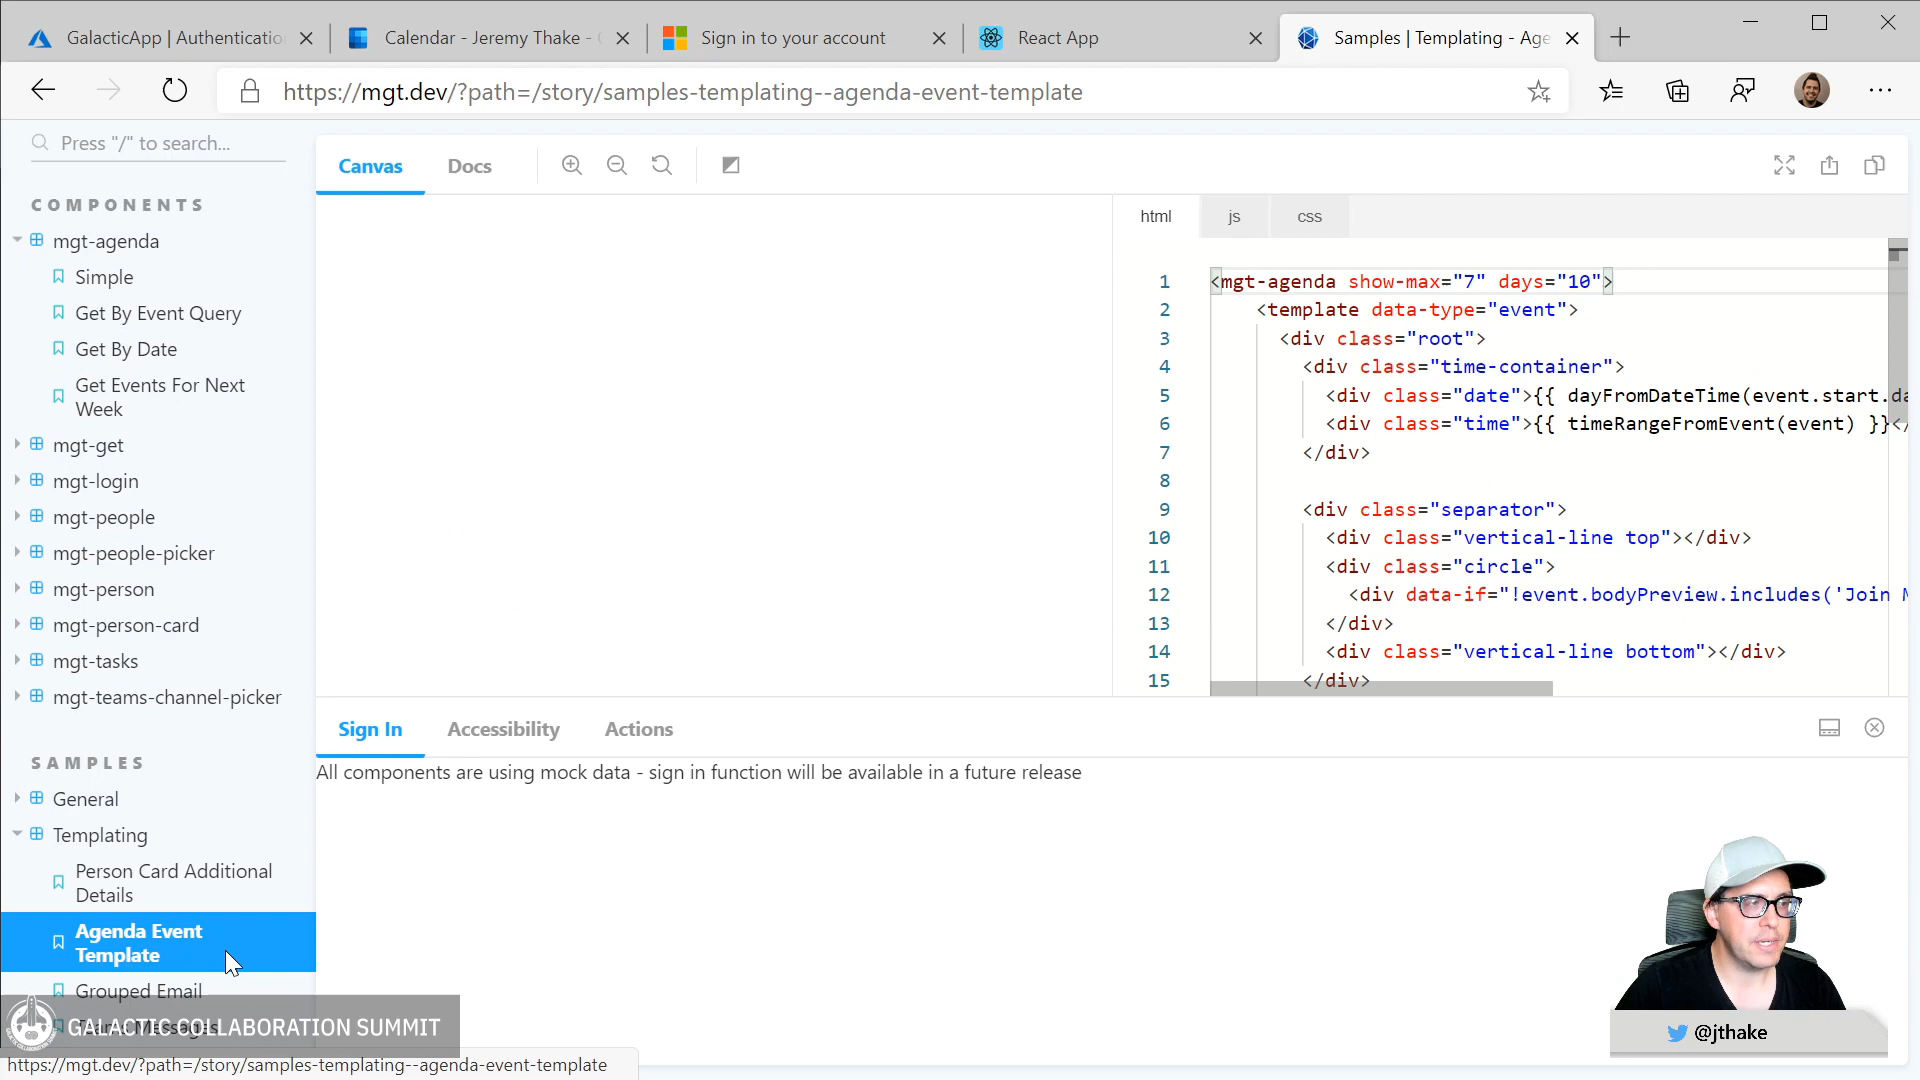 GalacticApp | Authenticatio
Calendar - Jeremy Thake -
Sign in to your account
React App
Samples | Templating - Age
https://mgt.dev/?path=/story/samples-templating--agenda-event-template
Press "/" to search...
COMPONENTS
mgt-agenda
Simple
Get By Event Query
Get By Date
Get Events For Next
Week
mgt-get
mgt-login
mgt-people
mgt-people-picker
mgt-person
mgt-person-card
mgt-tasks
mgt-teams-channel-picker
SAMPLES
General
Templating
Person Card Additional
Details
Agenda Event
Template
Grouped Email
GALACTIC COLLABORATION SUMMIT
https://mgt.dev/?path=/story/samples-templating--agenda-event-template
Canvas
Docs
html
js
css
1 <mgt-agenda show-max="7" days="10">
2 <template data-type="event">
3 <div class="root">
4 <div class="time-container">
5 <div class="date">{{ dayFromDateTime(event.start.da
6 <div class="time">{{ timeRangeFromEvent(event) }}</
7 </div>
8
9 <div class="separator">
10 <div class="vertical-line top"></div>
11 <div class="circle">
12 <div data-if="!event.bodyPreview.includes('Join M
13 </div>
14 <div class="vertical-line bottom"></div>
15 </div>
Sign In
Accessibility
Actions
All components are using mock data - sign in function will be available in a future release
@jthake